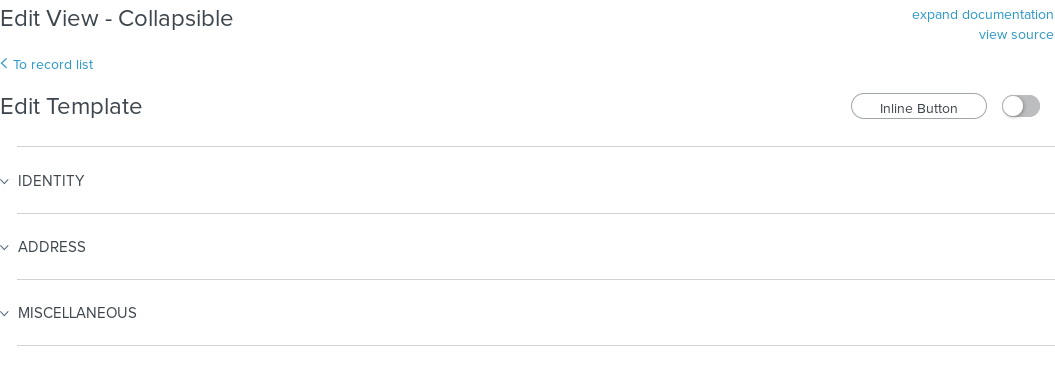 Edit View - Collapsible
expand documentation
view source
To record list
Edit Template
Inline Button
IDENTITY
ADDRESS
MISCELLANEOUS